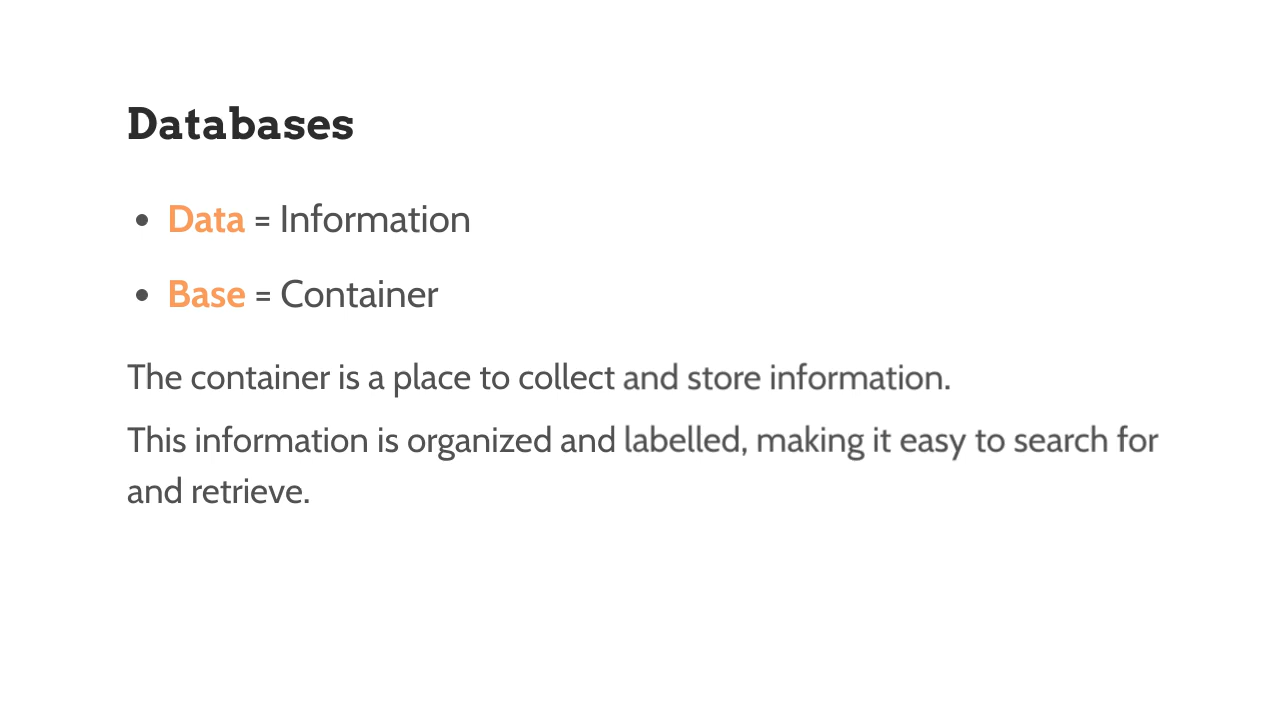 Databases
• Data = Information
• Base = Container
The container is a place to collect and store information.
This information is organized and labelled, making it easy to search for
and retrieve.